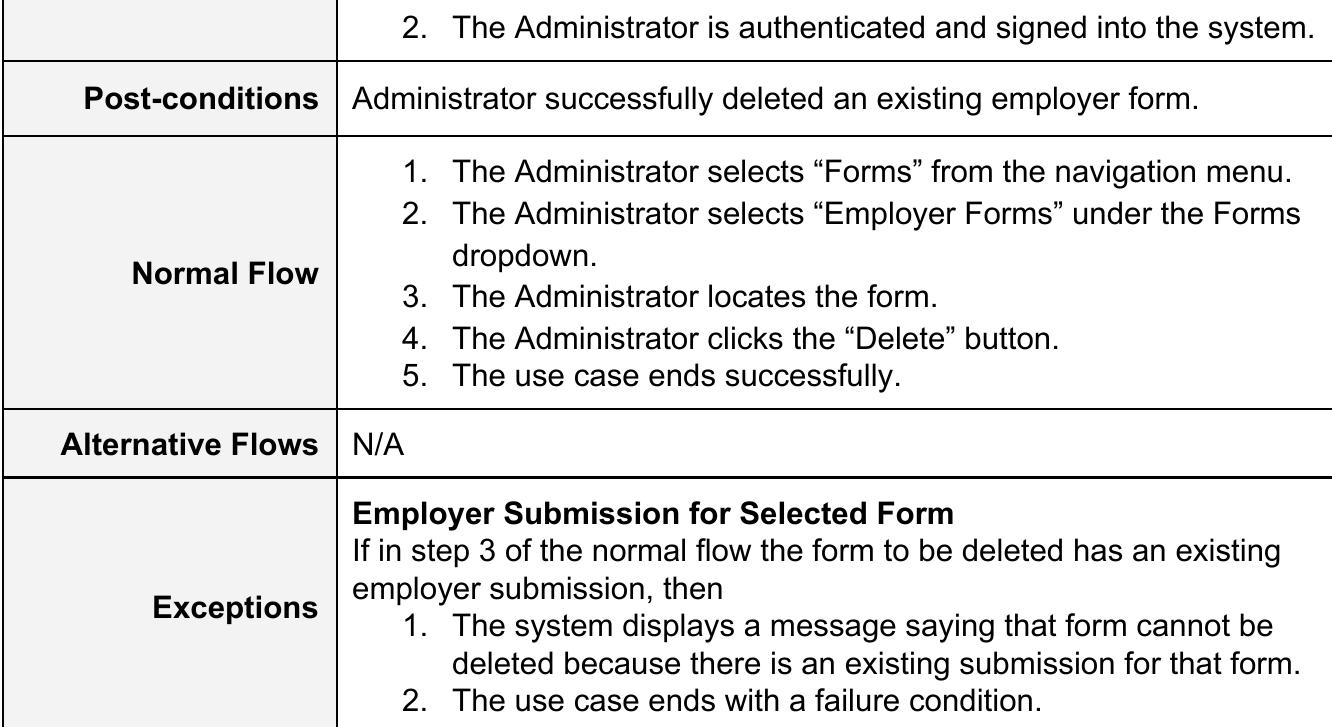 2. The Administrator is authenticated and signed into the system.
Post-conditions
Administrator successfully deleted an existing employer form.
Normal Flow
1. The Administrator selects “Forms” from the navigation menu.
2. The Administrator selects “Employer Forms” under the Forms
dropdown.
3. The Administrator locates the form.
4. The Administrator clicks the “Delete” button.
5. The use case ends successfully.
Alternative Flows
N/A
Exceptions
Employer Submission for Selected Form
If in step 3 of the normal flow the form to be deleted has an existing
employer submission, then
1. The system displays a message saying that form cannot be
deleted because there is an existing submission for that form.
2. The use case ends with a failure condition.